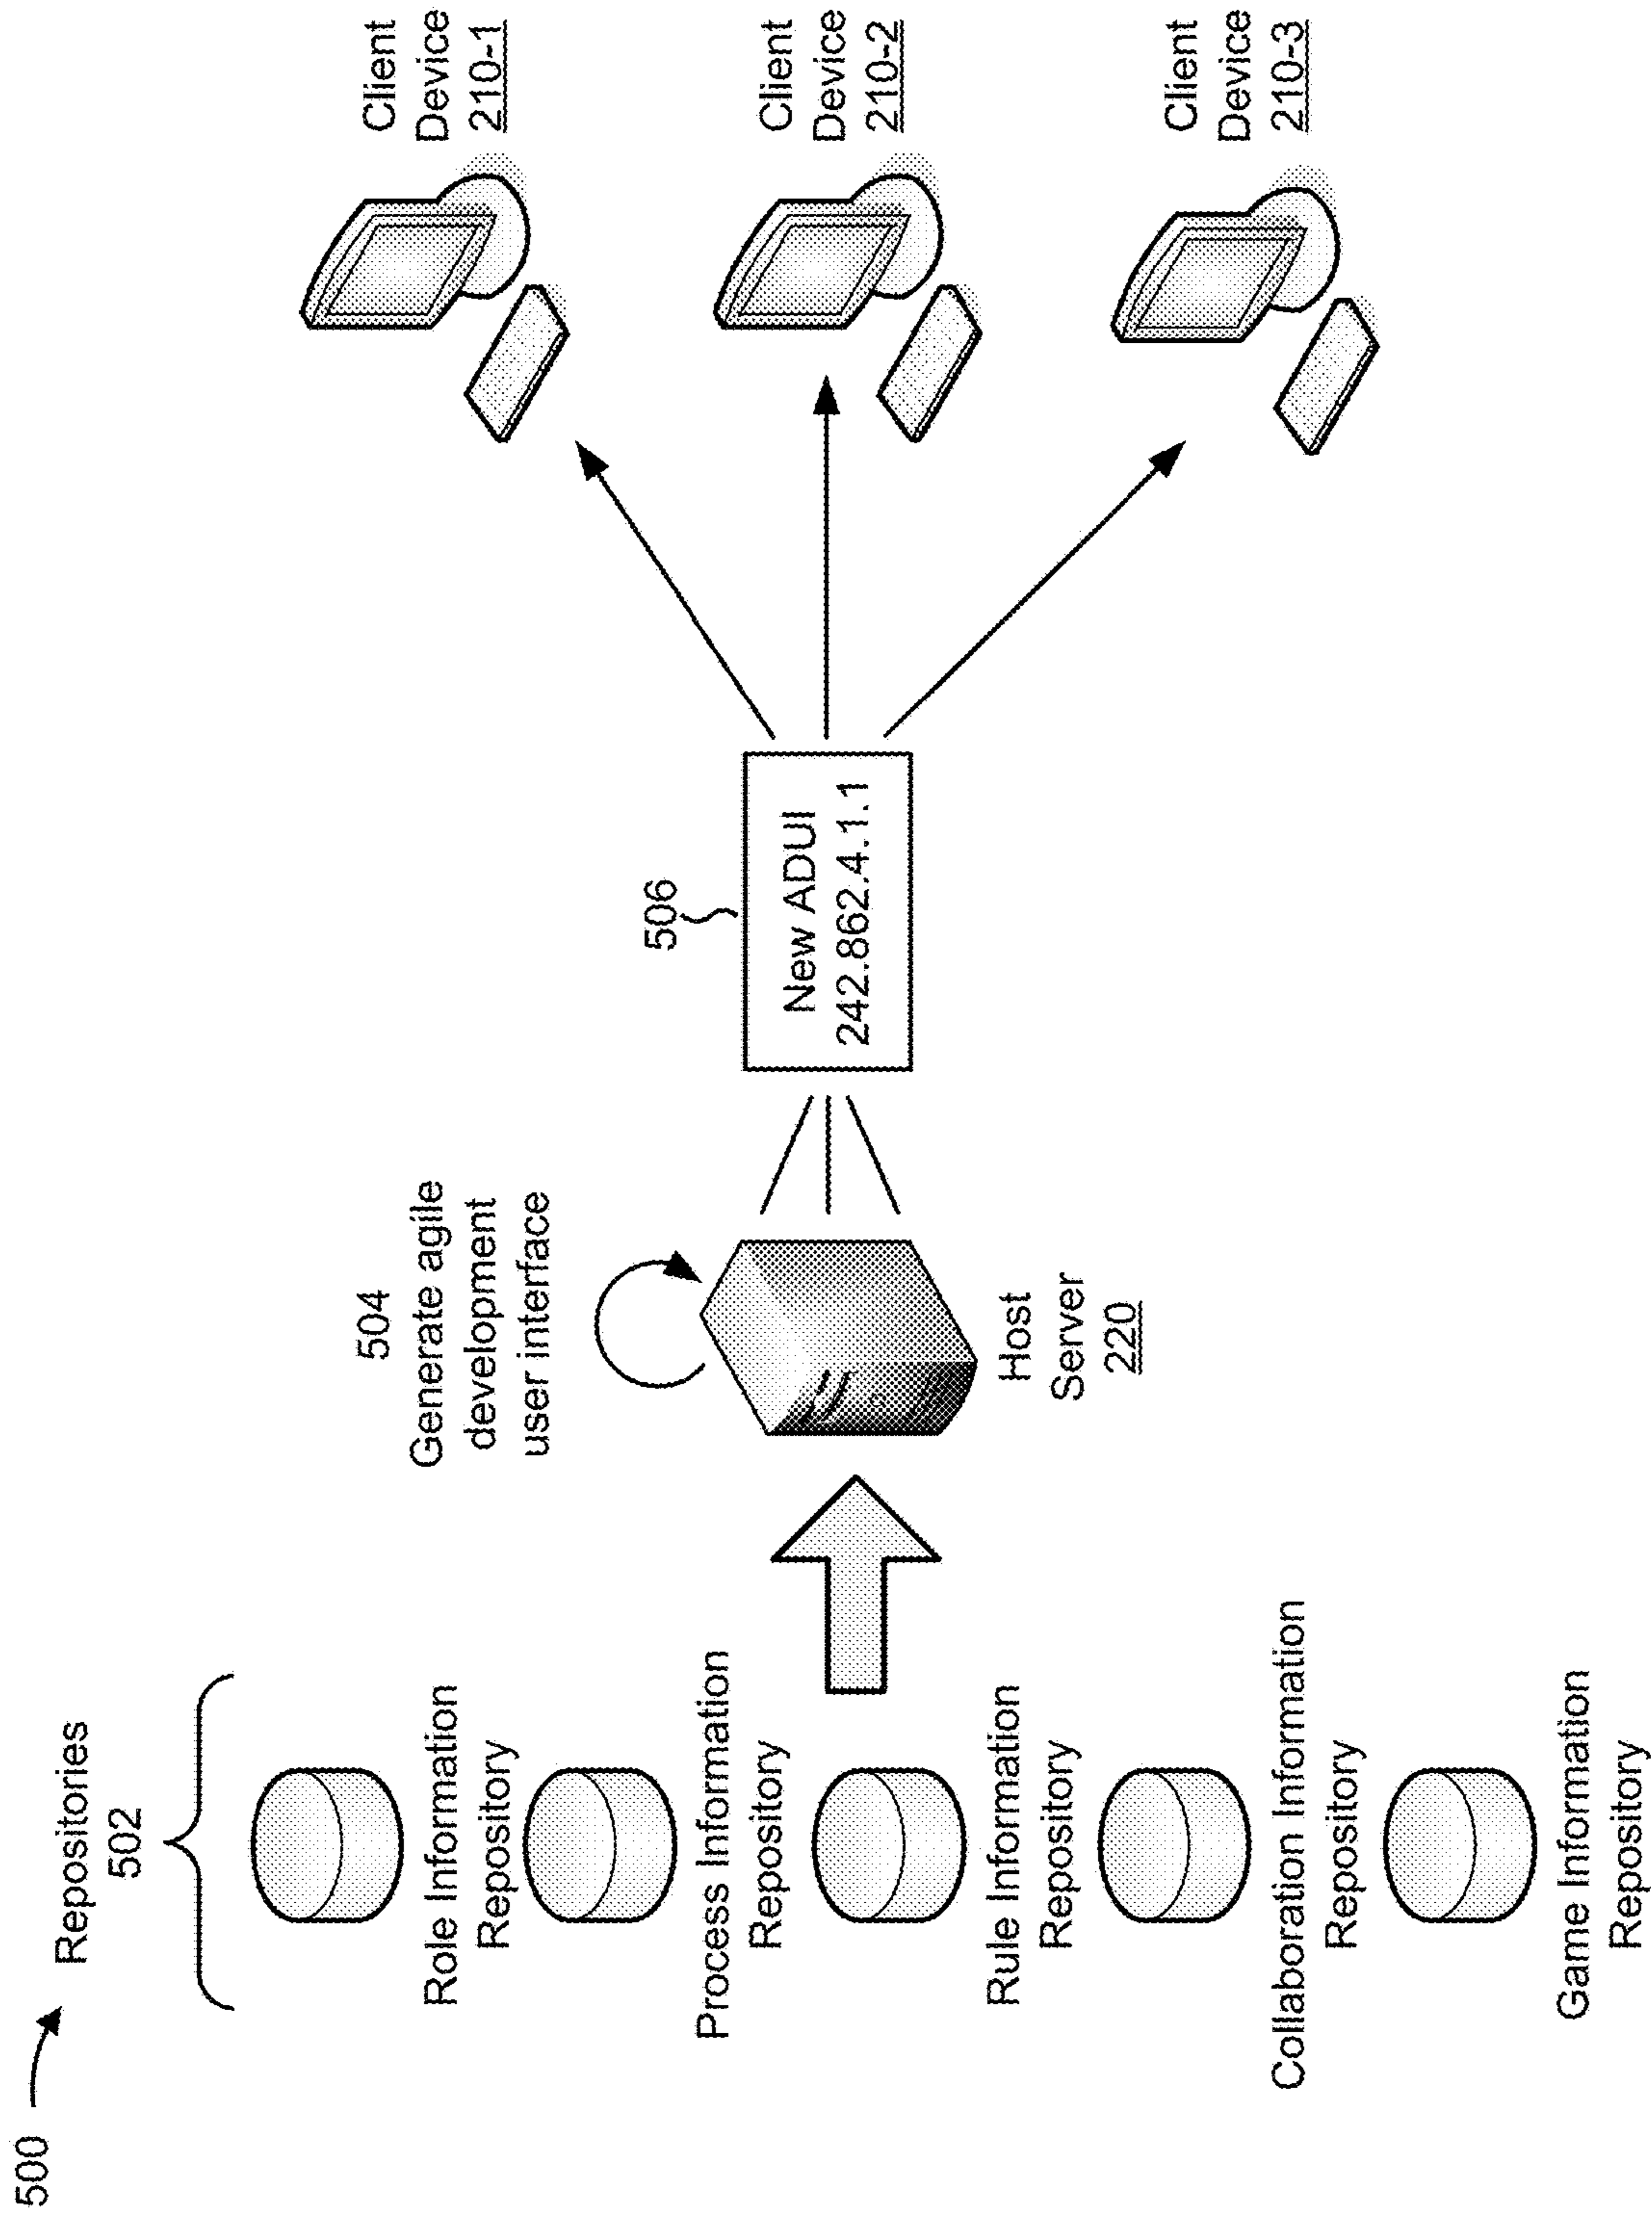 500
Repositories
502
Role Information
Repository
Process Information
Repository
Rule Information
Repository
Collaboration Information
Repository
Game Information
Repository
504
Generate agile
development
user interface
Host
Server
220
506
New ADUI
242.862.4.1.1
Client
Device
210-1
Client
Device
210-2
Client
Device
210-3